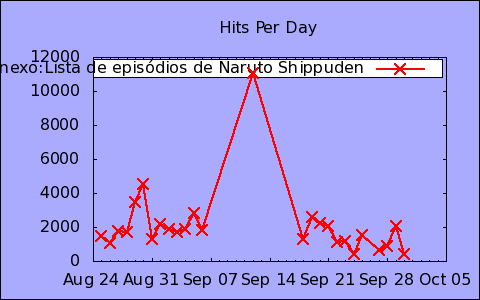 Hits Per Day
12000
nexo:Lista de episódios de Naruto Shippuden
10000
8000
6000
4000
2000
0
Aug 24 Aug 31 Sep 07 Sep 14 Sep 21 Sep 28 Oct 05